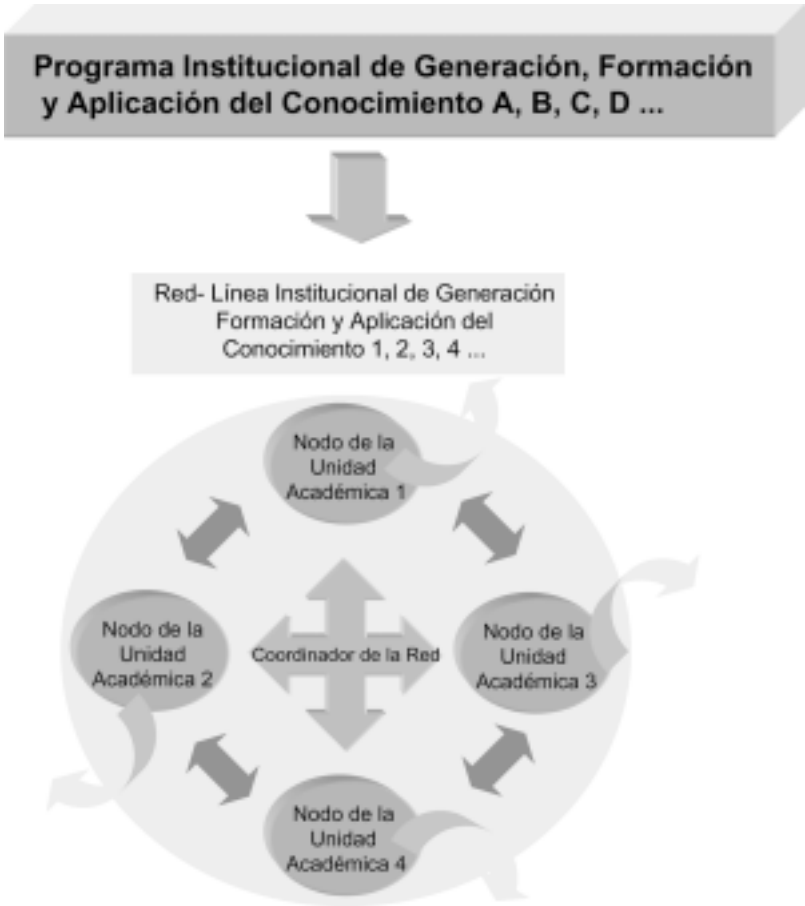 Programa Institucional de Generación, Formación
y Aplicación del Conocimiento A, B, C, D ...
Red- Línea Institucional de Generación
Formación y Aplicación del
Conocimiento 1, 2, 3, 4 ...
Nodo de la
Unidad
Académica 1
Nodo de la
Unidad
Académica 2
Coordinador de la Red
Nodo de la
Unidad
Académica 3
Nodo de la
Unidad
Académica 4